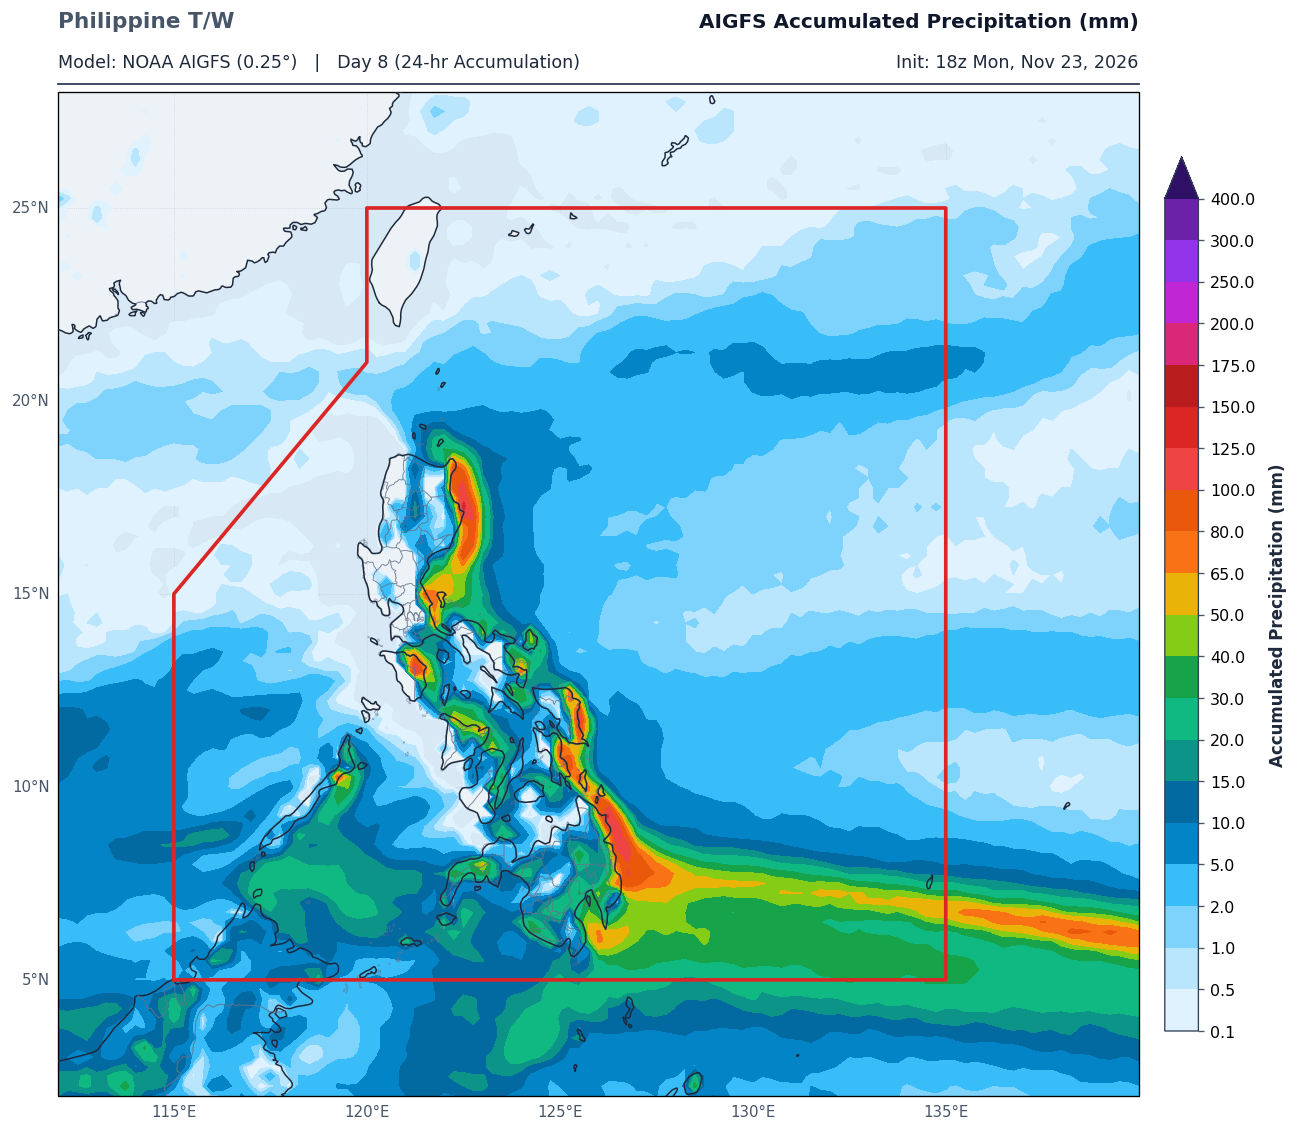 Philippine T/W
AIGFS Accumulated Precipitation (mm)
Model: NOAA AIGFS (0.25°)   |   Day 8 (24-hr Accumulation)
Init: 18z Mon, Nov 23, 2026
25°N
20°N
15°N
10°N
5°N
115°E
120°E
125°E
130°E
135°E
400.0
300.0
250.0
200.0
175.0
150.0
125.0
100.0
80.0
65.0
50.0
40.0
30.0
20.0
15.0
10.0
5.0
2.0
1.0
0.5
0.1
Accumulated Precipitation (mm)